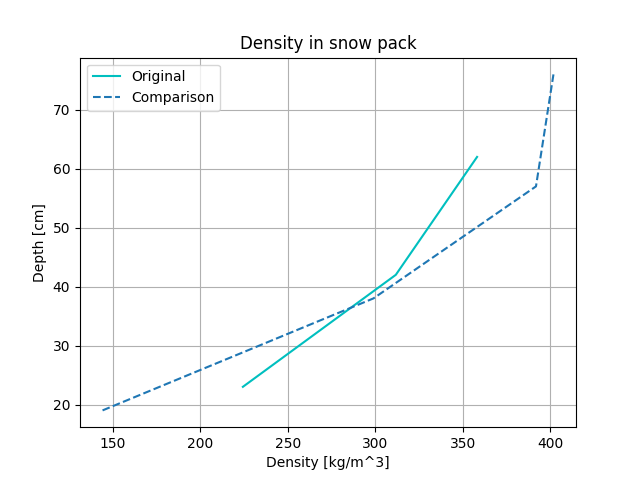 Density in snow pack
Original
Comparison
70
60
50
40
30
20
Depth [cm]
150 200 250 300 350 400
Density [kg/m^3]